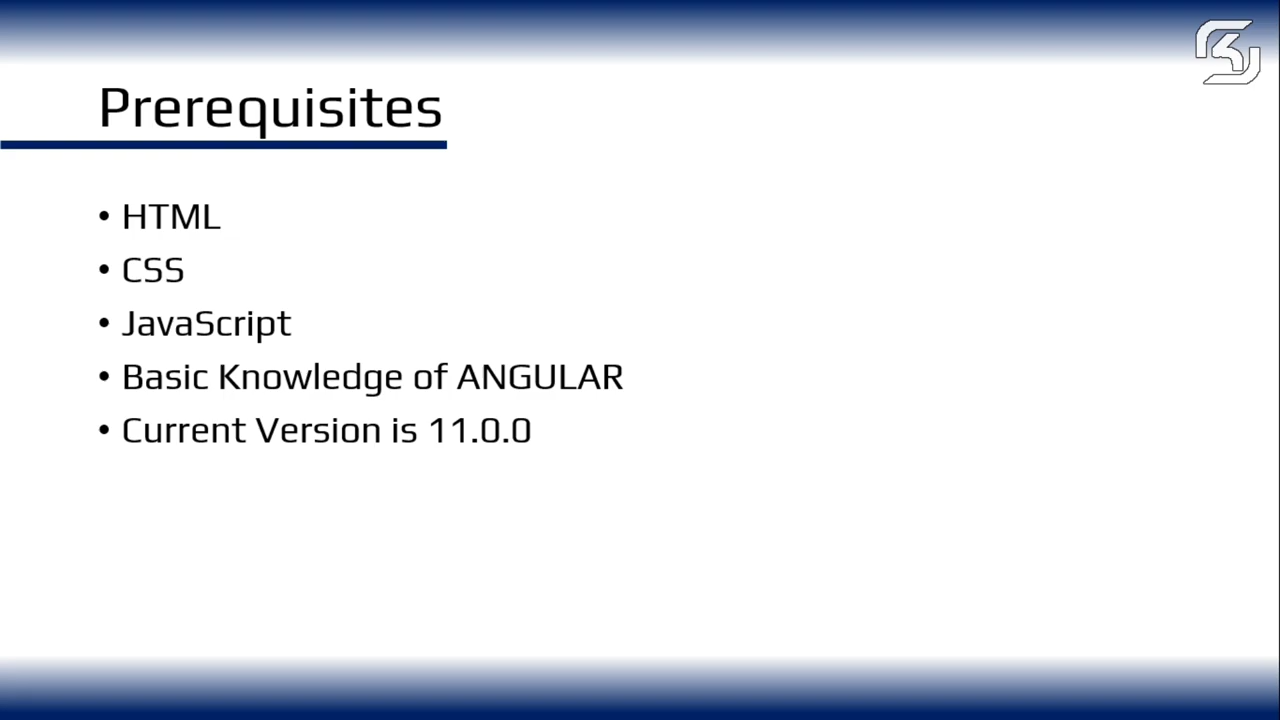 Prerequisites
• HTML
• CSS
• JavaScript
• Basic Knowledge of ANGULAR
• Current Version is 11.0.0